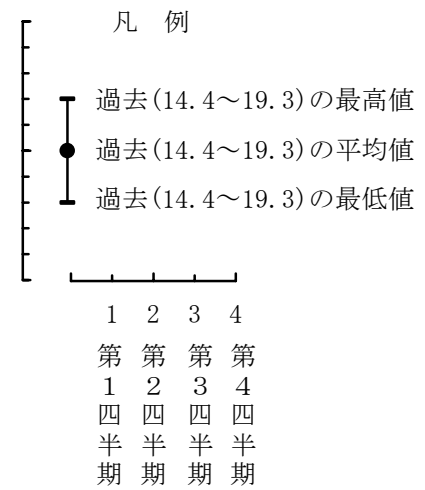 凡 例
過去(14.4～19.3)の最高値
過去(14.4～19.3)の平均値
過去(14.4～19.3)の最低値
1 2 3 4
第1四半期
第2四半期
第3四半期
第4四半期